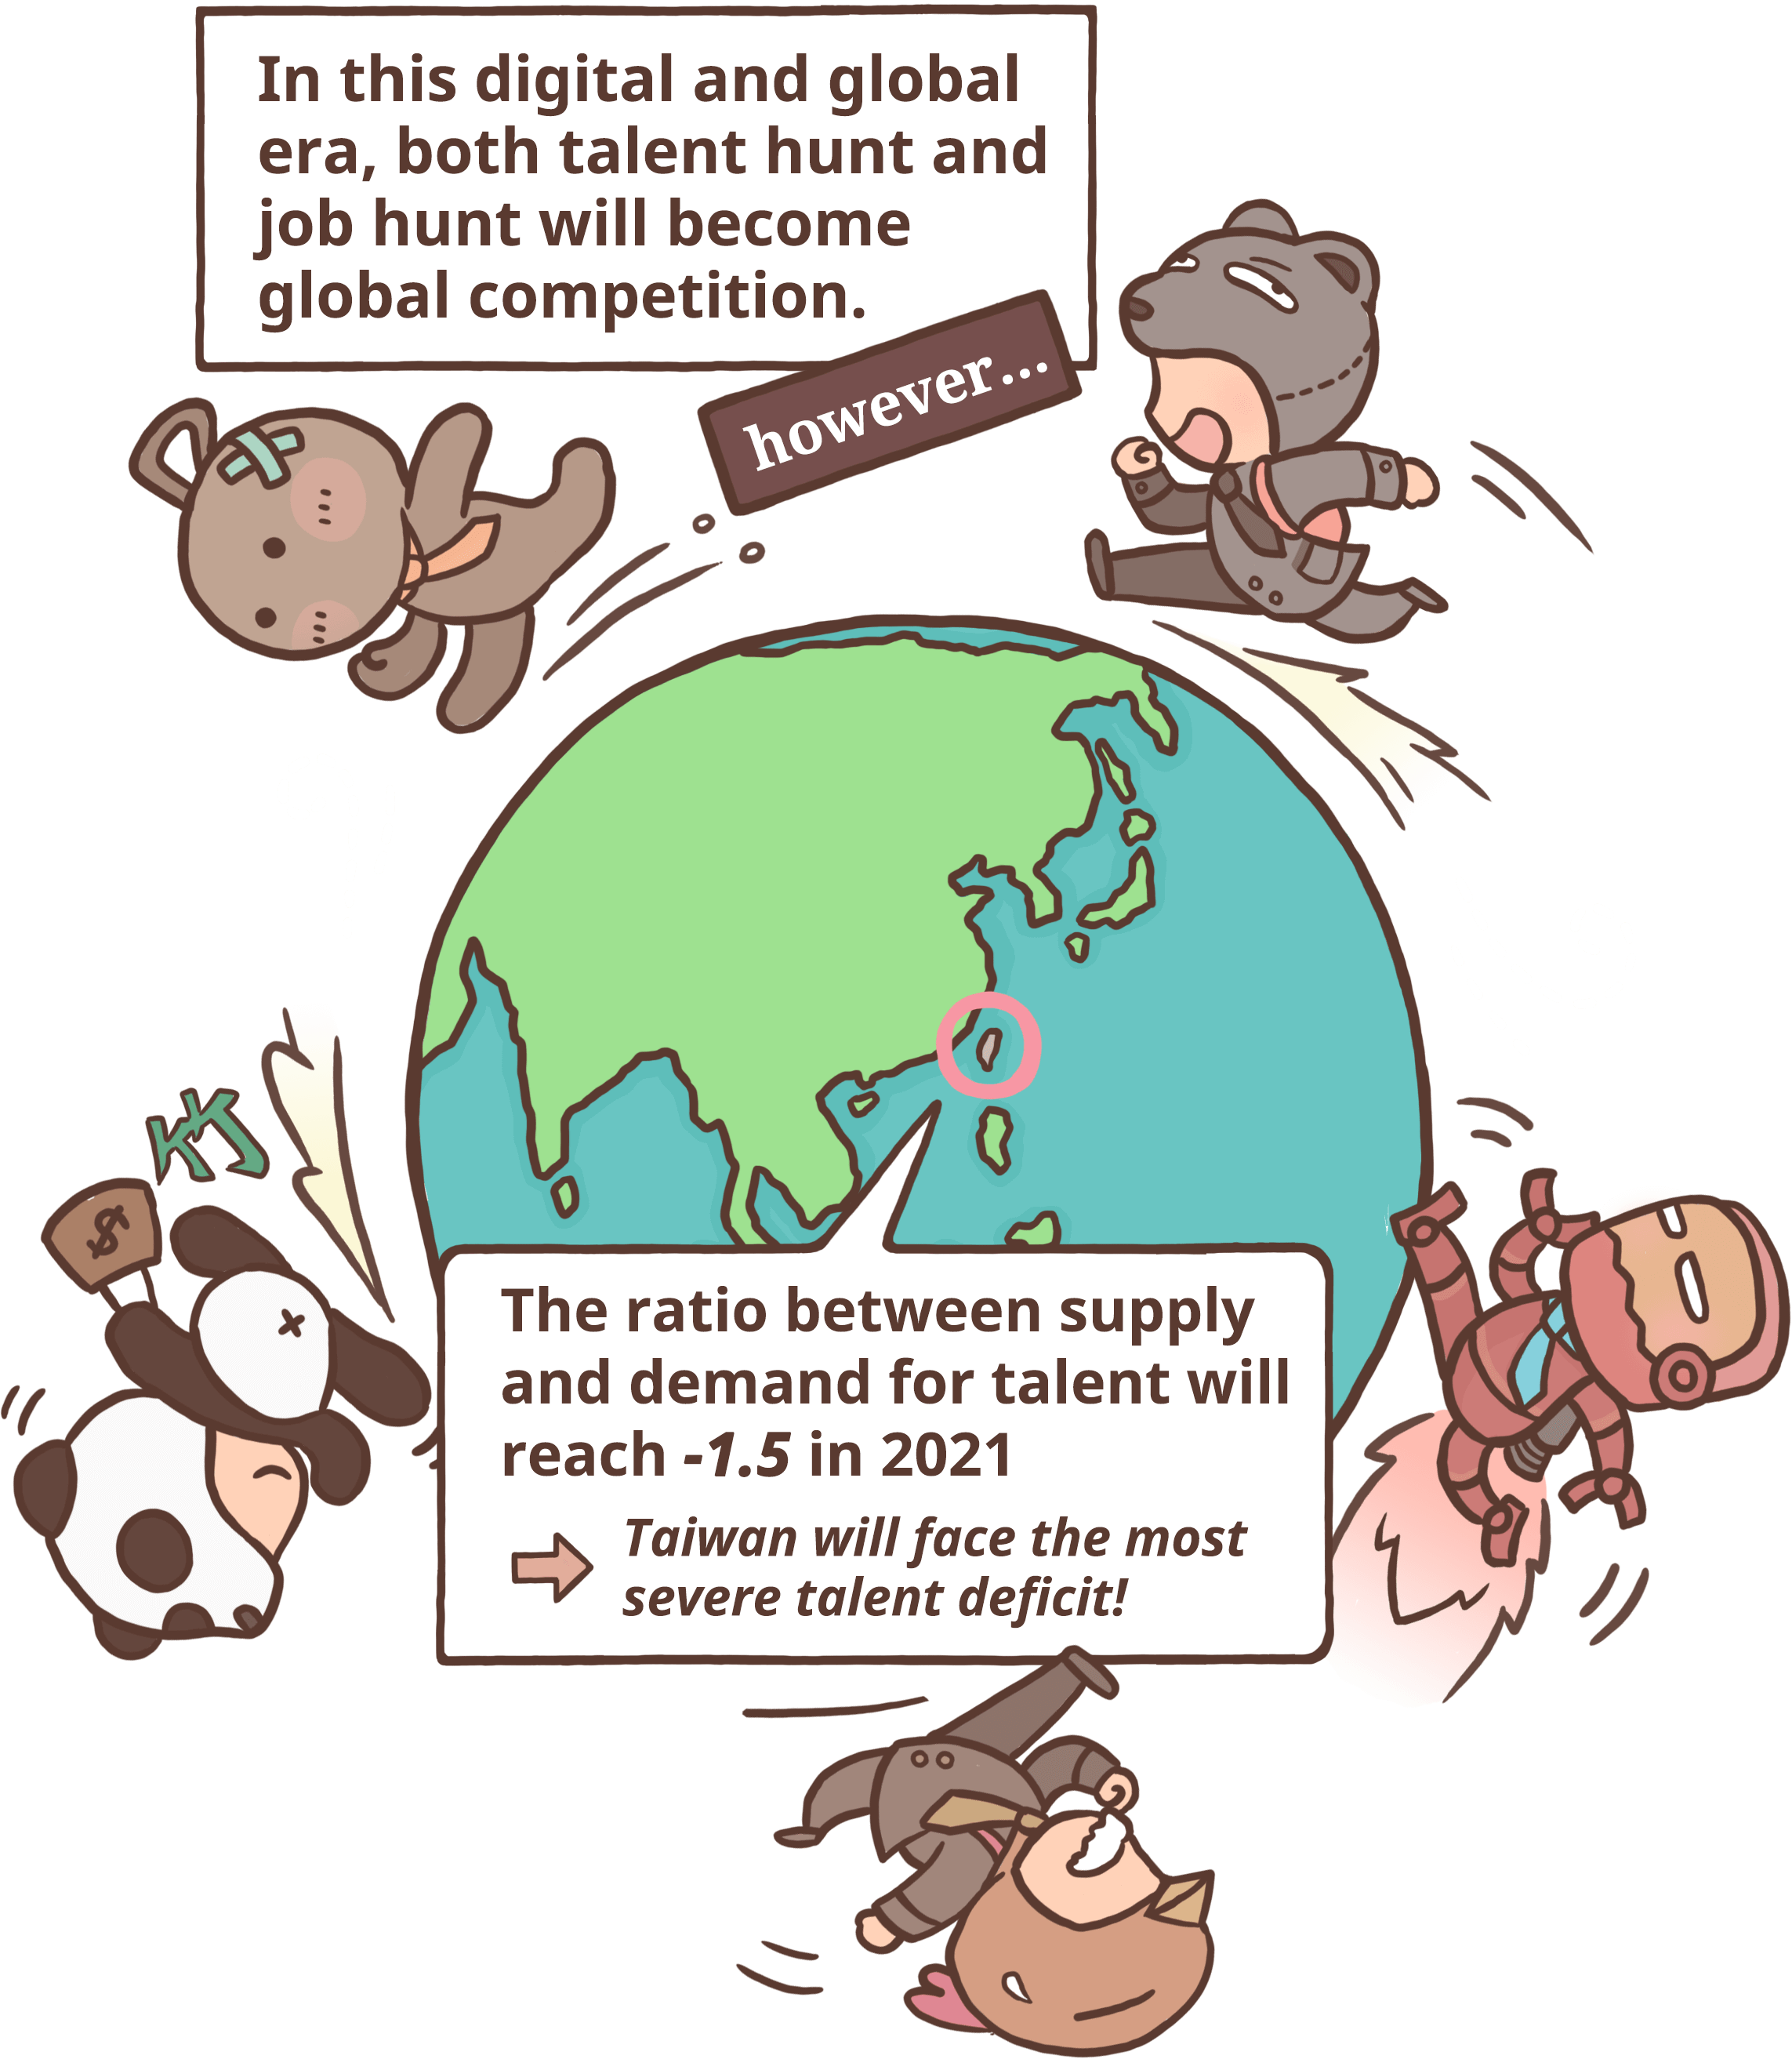 In this digital and global
era, both talent hunt and
job hunt will become
global competition.
however...
$
The ratio between supply
and demand for talent will
reach -1.5 in 2021
Taiwan will face the most
severe talent deficit!